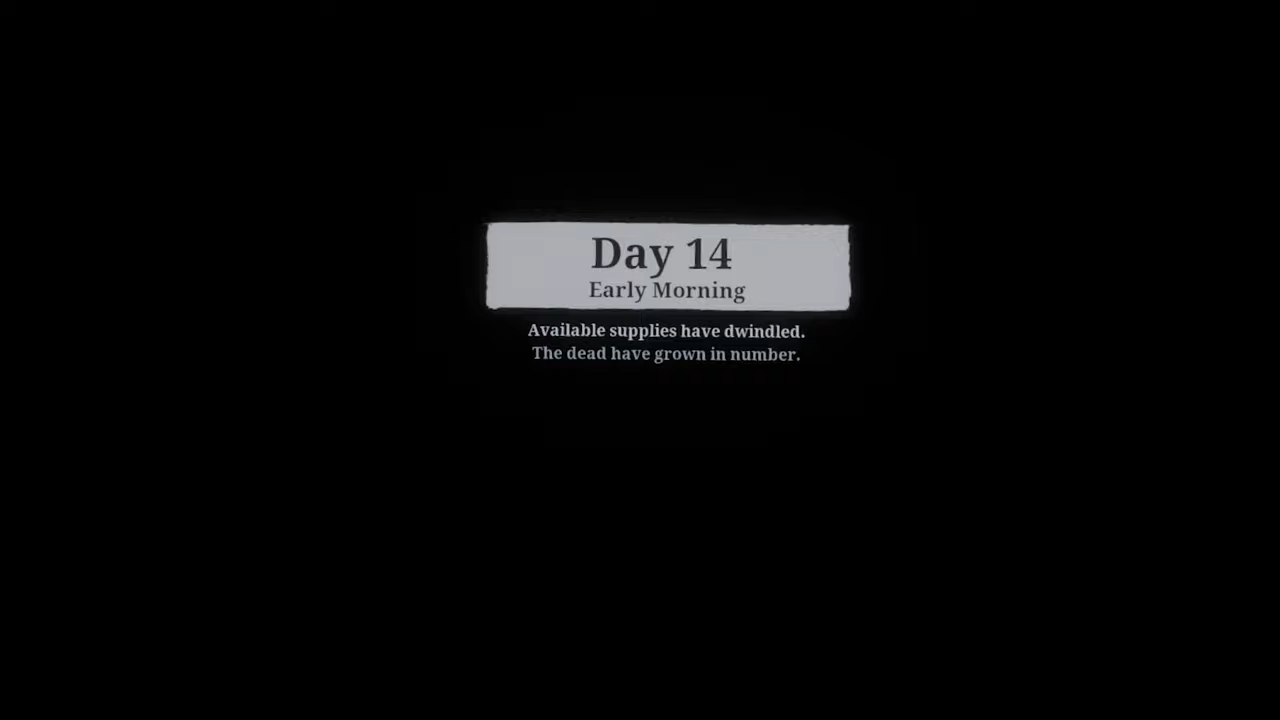 Day 14
Early Morning
Available supplies have dwindled.
The dead have grown in number.